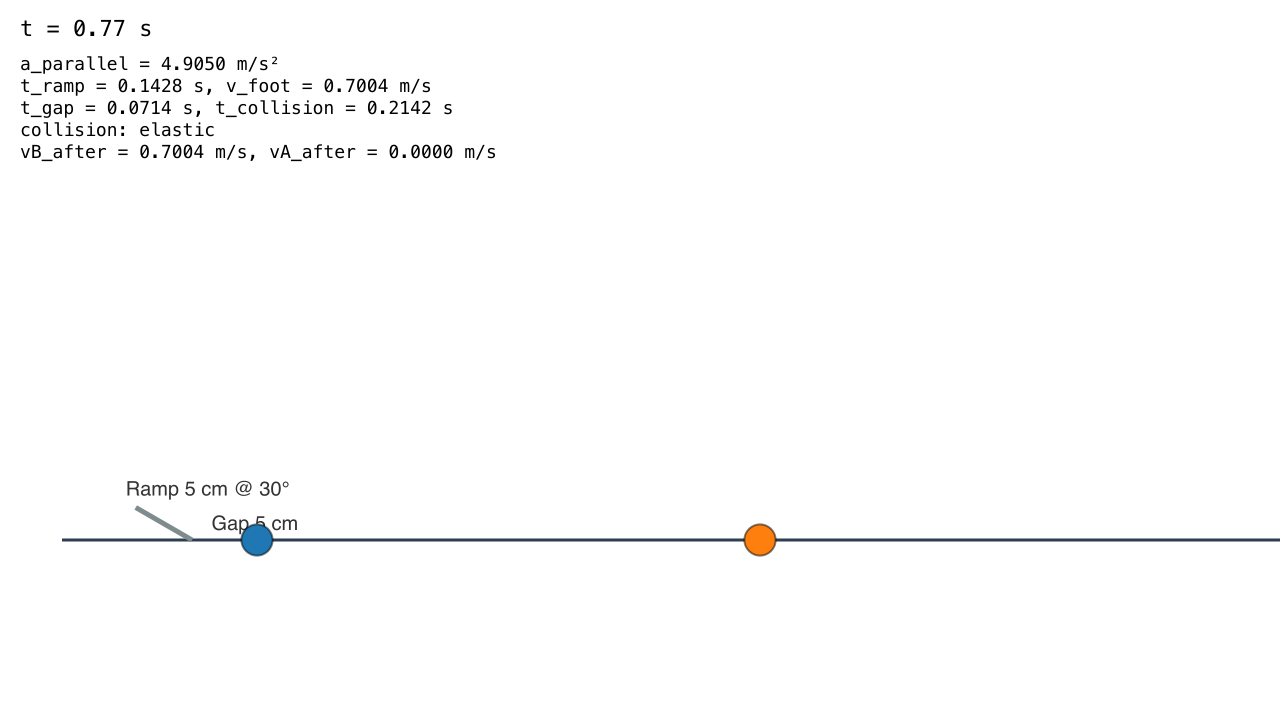 t = 0.77 s
a_parallel = 4.9050 m/s²
t_ramp = 0.1428 s, v_foot = 0.7004 m/s
t_gap = 0.0714 s, t_collision = 0.2142 s
collision: elastic
vB_after = 0.7004 m/s, vA_after = 0.0000 m/s
Ramp 5 cm @ 30°
Gap 5 cm